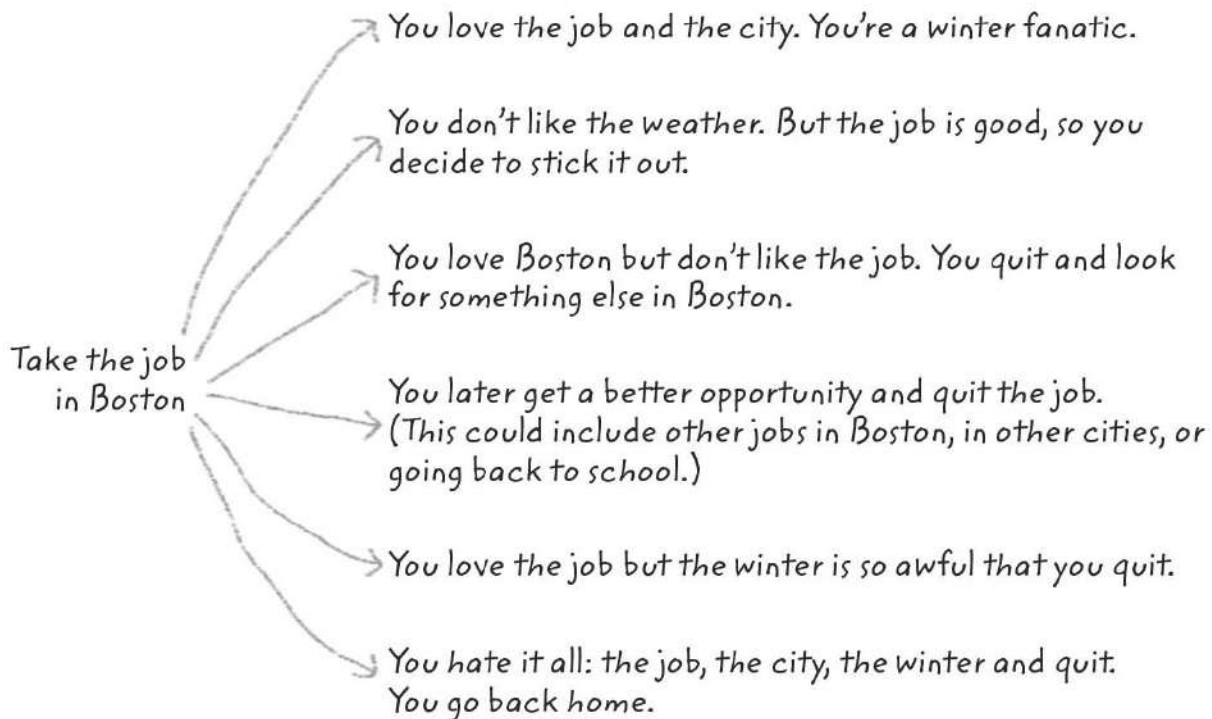 You love the job and the city. You're a winter fanatic.
You don't like the weather. But the job is good, so you
decide to stick it out.
You love Boston but don't like the job. You quit and look
for something else in Boston.
Take the job
in Boston
You later get a better opportunity and quit the job.
(This could include other jobs in Boston, in other cities, or
going back to school.)
You love the job but the winter is so awful that you quit.
You hate it all: the job, the city, the winter and quit.
You go back home.